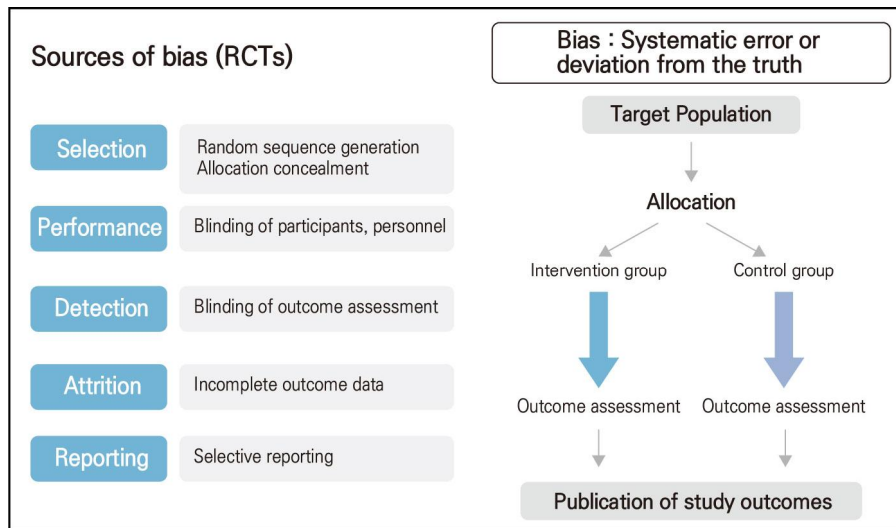 Sources of bias (RCTs)
Selection
Random sequence generation
Allocation concealment
Performance
Blinding of participants, personnel
Detection
Blinding of outcome assessment
Attrition
Incomplete outcome data
Reporting
Selective reporting
Bias : Systematic error or
deviation from the truth
Target Population
Allocation
Intervention group
Control group
Outcome assessment
Outcome assessment
Publication of study outcomes